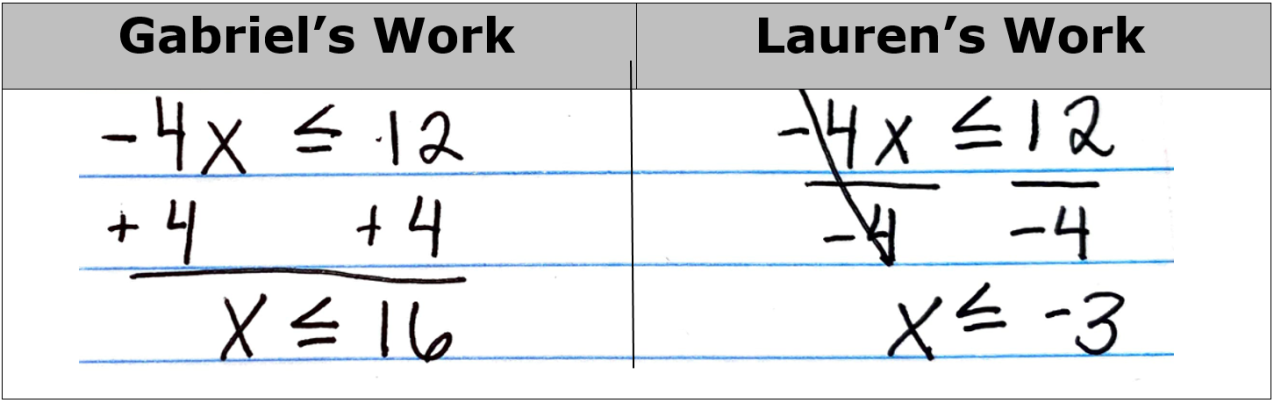 Gabriel's Work
-4x ≤ 12
+4 +4
x ≤ 16
Lauren's Work
-4x ≤ 12
-4 -4
x ≤ -3